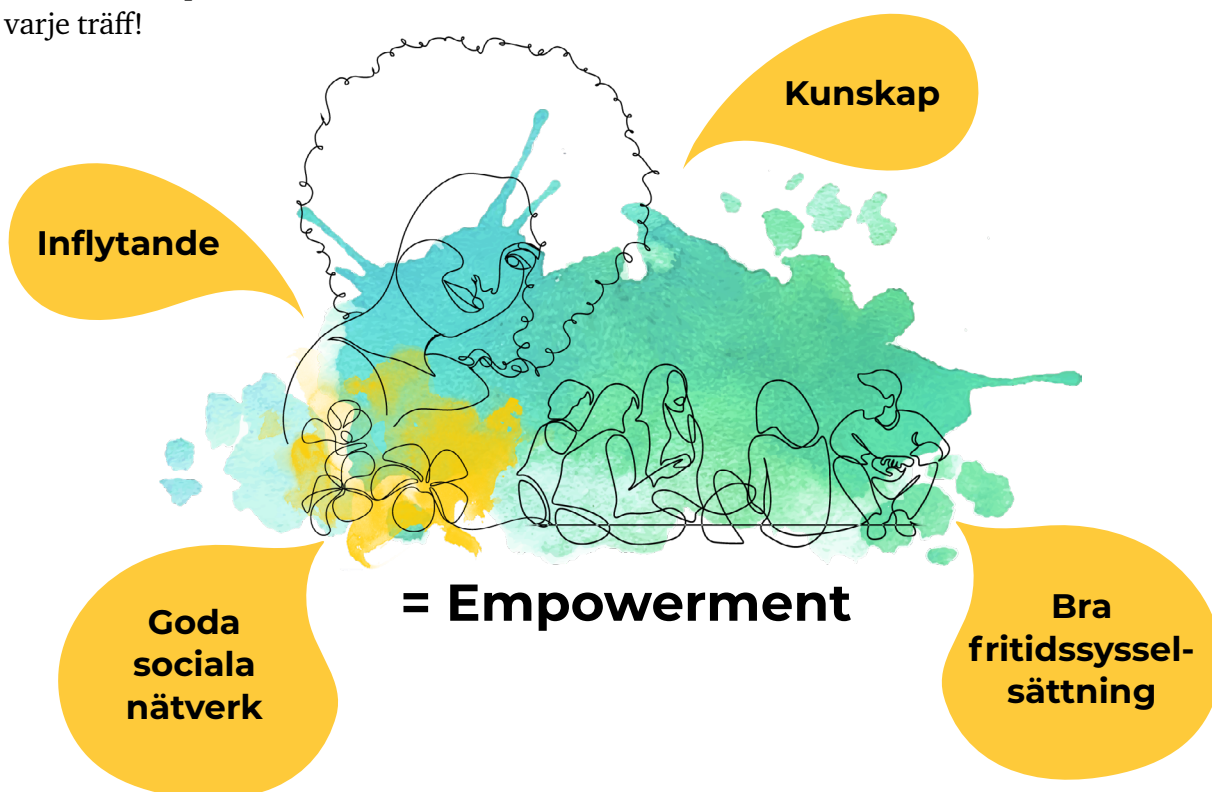 varje träff!
Kunskap
Inflytande
= Empowerment
Goda
sociala
nätverk
Bra
fritidssyssel-
sättning